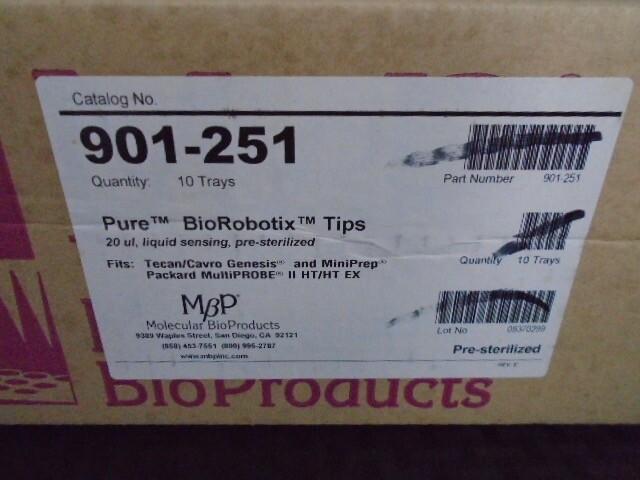 Catalog No.
901-251
Quantity: 10 Trays
Part Number 901-251
Pure™ BioRobotix™ Tips
20 ul, liquid sensing, pre-sterilized
Quantity 10 Trays
Fits: Tecan/Cavro Genesis® and MiniPrep®
Packard MultiPROBE® II HT/HT EX
MβP®
Molecular BioProducts
9389 Waples Street, San Diego, CA 92121
(858) 453-7551 (800) 995-2787
www.mbpinc.com
Lot No
Pre-sterilized
BioProducts